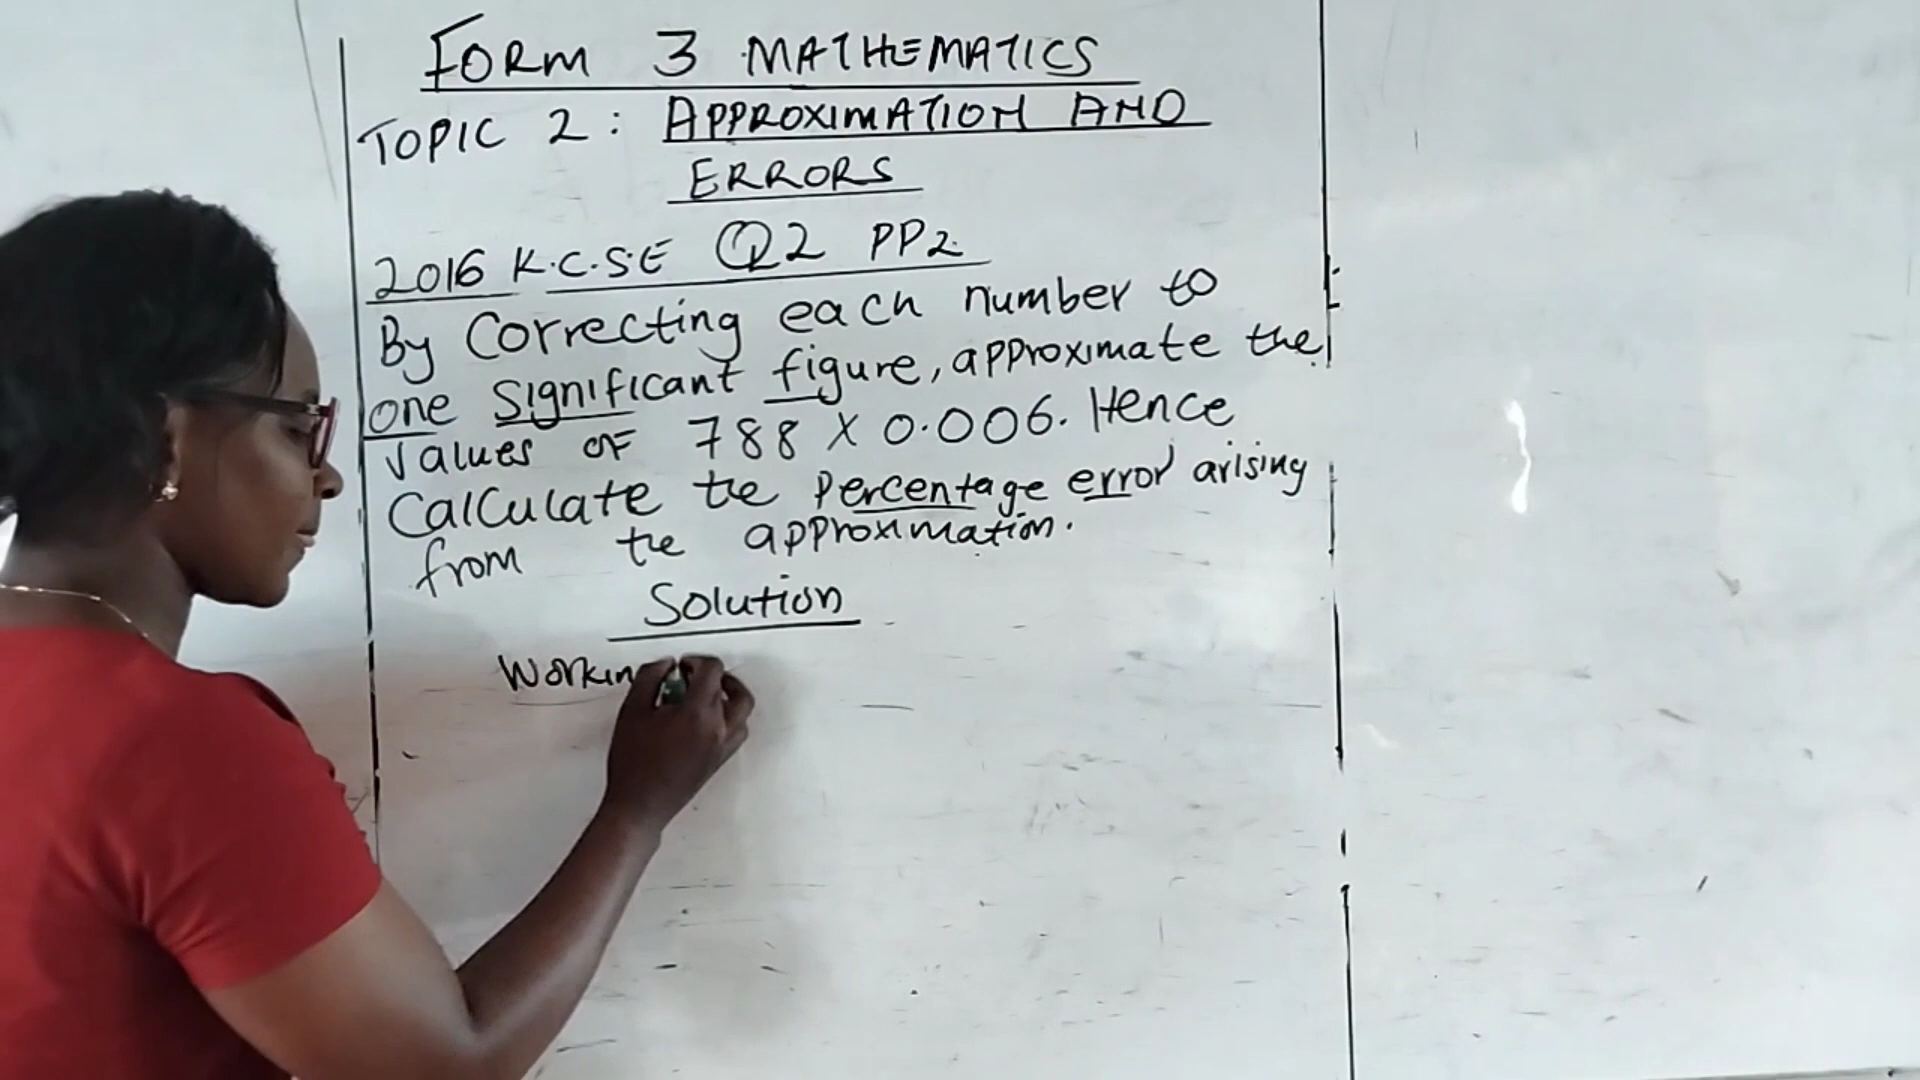 FORM 3 MATHEMATICS
TOPIC 2: APPROXIMATION AND
ERRORS
2016 K.C.S.E Q2 PP2.
By Correcting each number to
one significant figure, approximate the
values of 788 X 0.006. Hence
Calculate the percentage error arising
from the approximation.
Solution